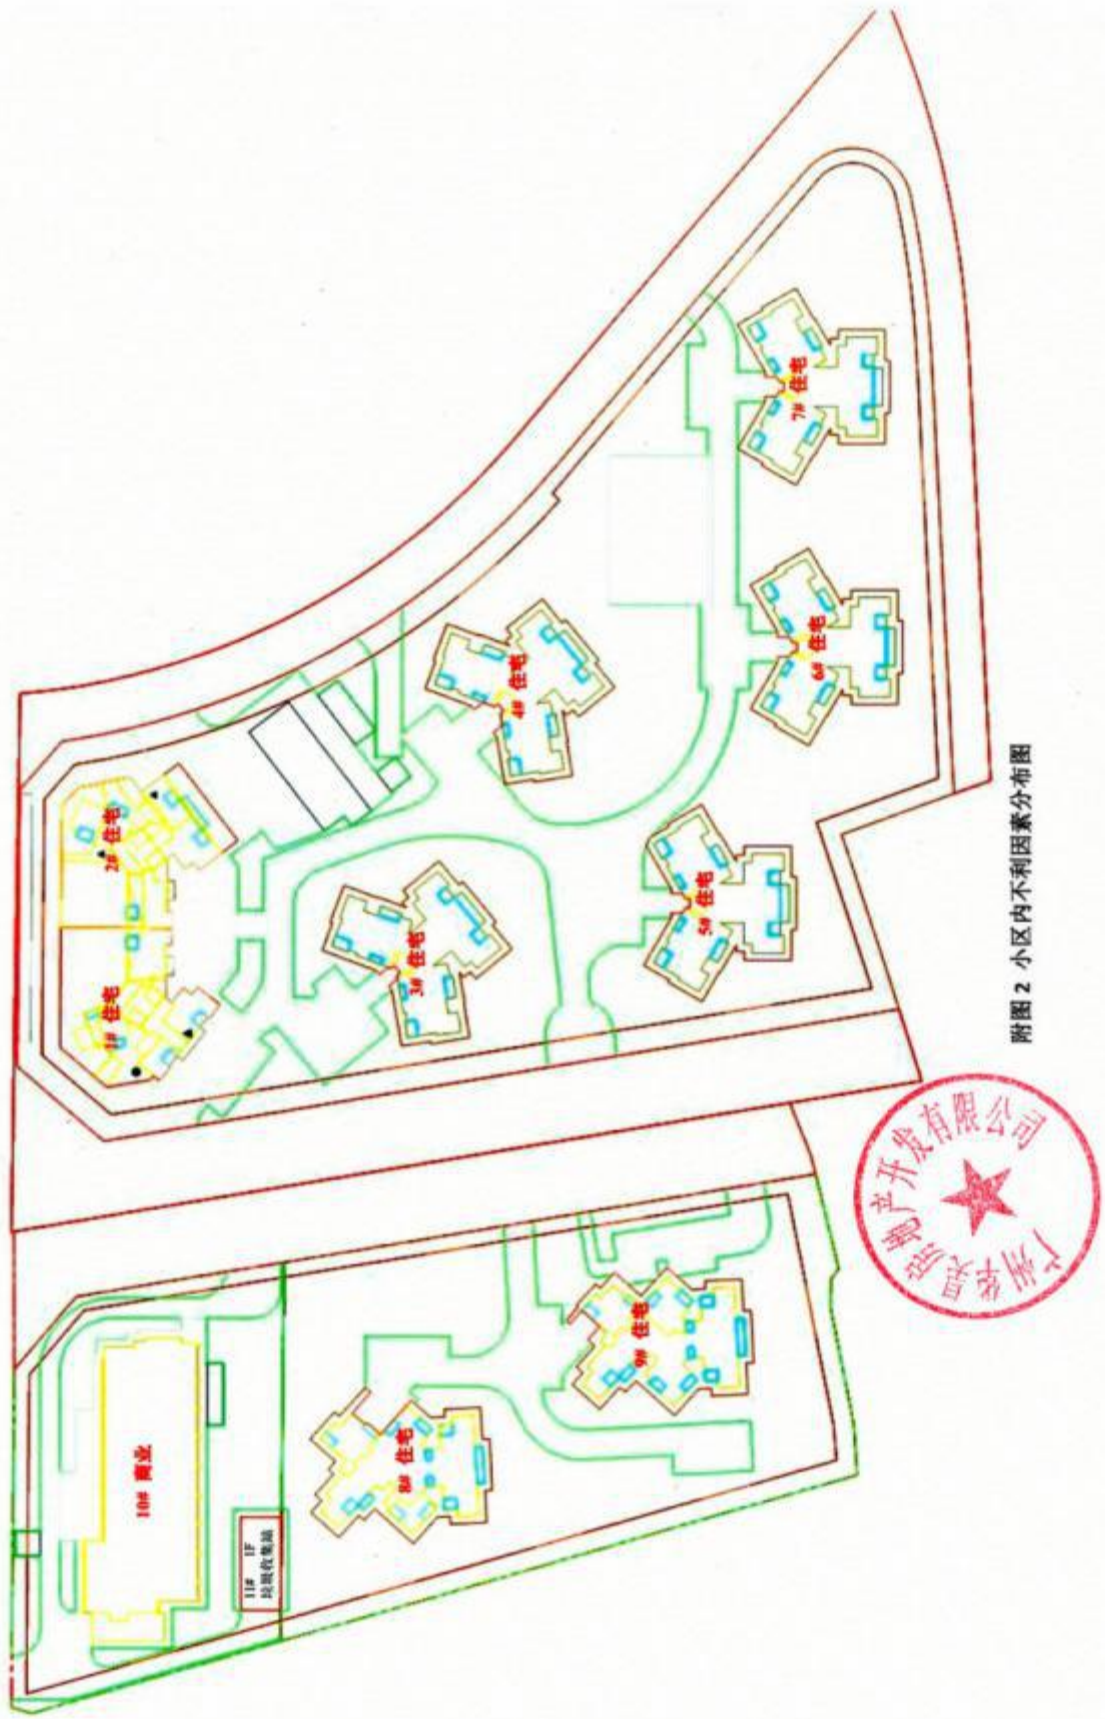 10# 商业
1# 住宅
2# 住宅
11# 1F
垃圾收集站
8# 住宅
3# 住宅
4# 住宅
9# 住宅
5# 住宅
6# 住宅
7# 住宅
附图 2 小区内不利因素分布图
房地产开发有限公司